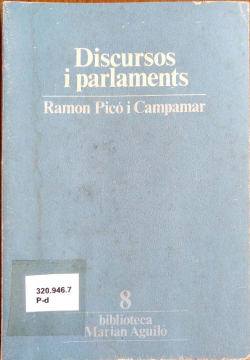 Discursos
i parlaments
Ramon Picó i Campamar
320.946.7
P-d
8
biblioteca
Marian Aguiló